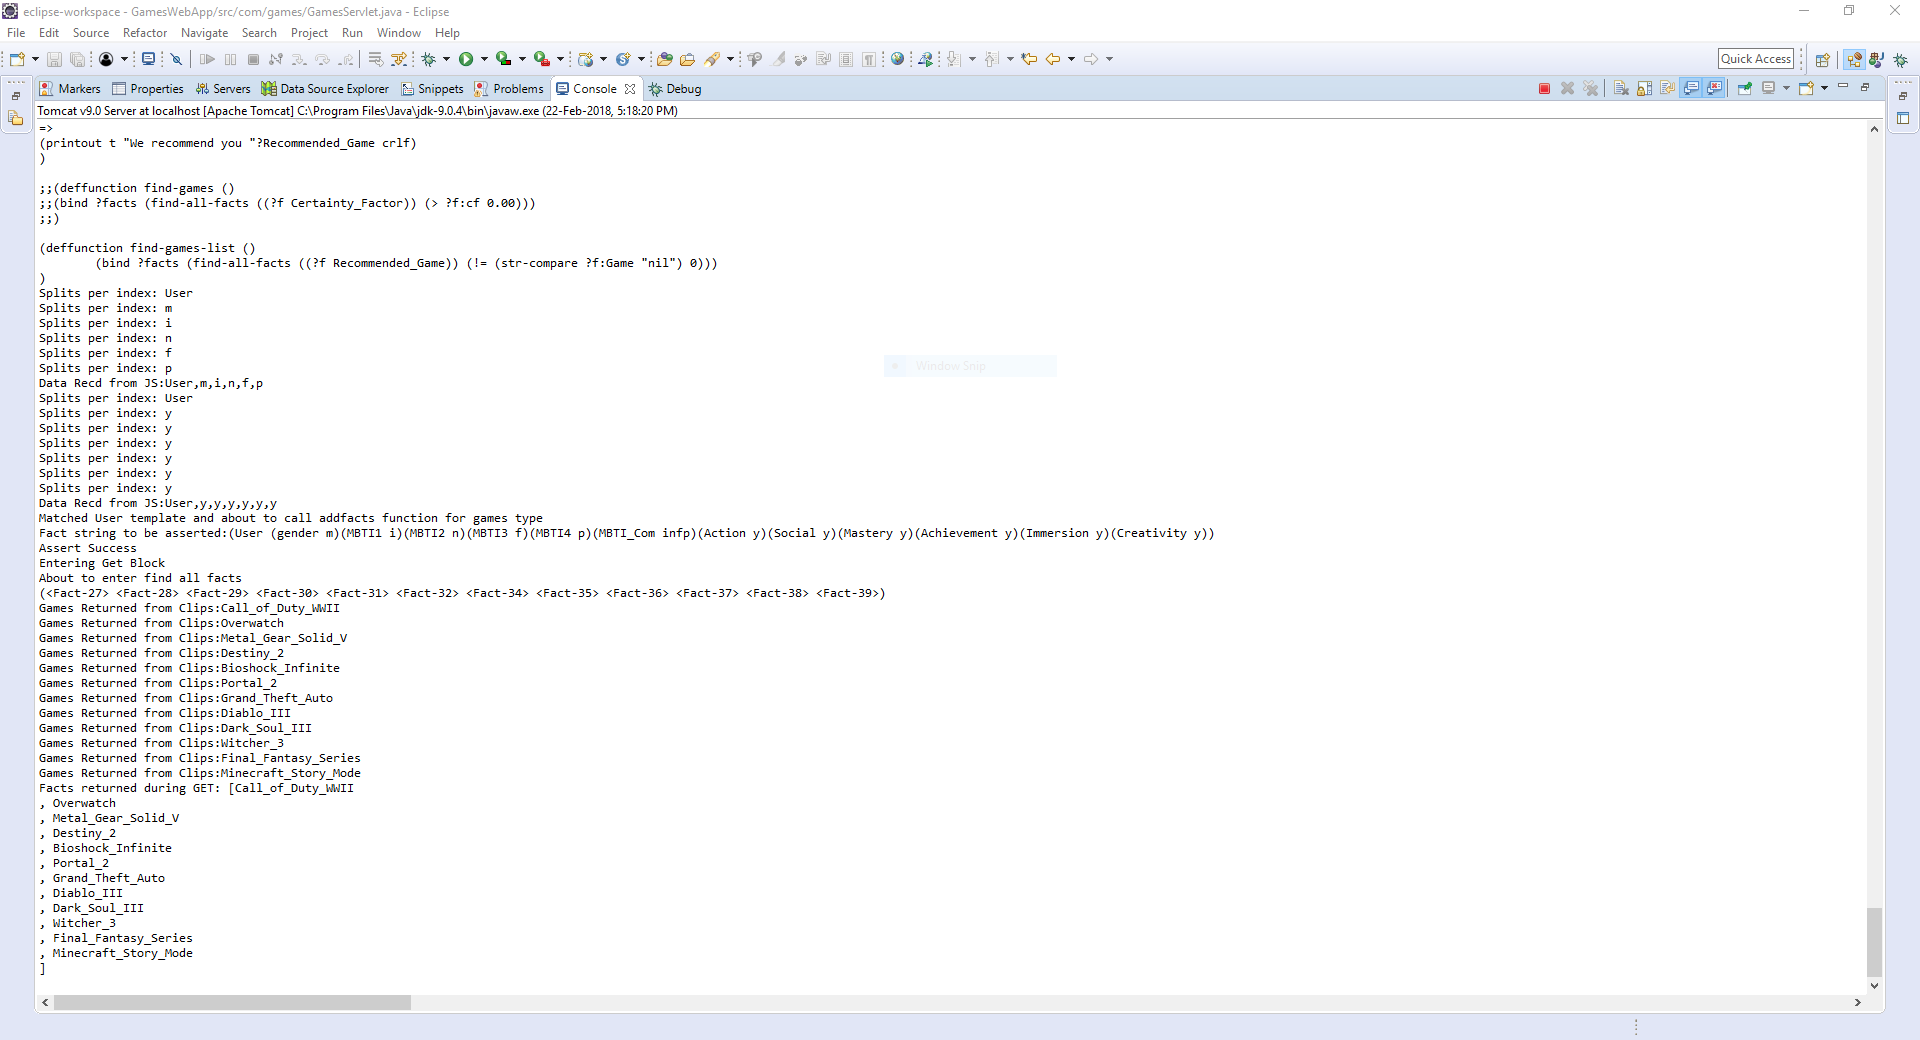 eclipse-workspace - GamesWebApp/src/com/games/GamesServlet.java - Eclipse
File Edit Source Refactor Navigate Search Project Run Window Help
Quick Access
Markers Properties Servers Data Source Explorer Snippets Problems Console Debug
Tomcat v9.0 Server at localhost [Apache Tomcat] C:\Program Files\Java\jdk-9.0.4\bin\javaw.exe (22-Feb-2018, 5:18:20 PM)
=>
(printout t "We recommend you "?Recommended_Game crlf)
)
;;(deffunction find-games ()
;;(bind ?facts (find-all-facts ((?f Certainty_Factor)) (> ?f:cf 0.00)))
;;)
(deffunction find-games-list ()
(bind ?facts (find-all-facts ((?f Recommended_Game)) (!= (str-compare ?f:Game "nil") 0)))
)
Splits per index: User
Splits per index: m
Splits per index: i
Splits per index: n
Splits per index: f
Splits per index: p
Data Recd from JS:User,m,i,n,f,p
Splits per index: User
Splits per index: y
Splits per index: y
Splits per index: y
Splits per index: y
Splits per index: y
Splits per index: y
Data Recd from JS:User,y,y,y,y,y,y
Matched User template and about to call addfacts function for games type
Fact string to be asserted:(User (gender m)(MBTI1 i)(MBTI2 n)(MBTI3 f)(MBTI4 p)(MBTI_Com infp)(Action y)(Social y)(Mastery y)(Achievement y)(Immersion y)(Creativity y))
Assert Success
Entering Get Block
About to enter find all facts
(<Fact-27> <Fact-28> <Fact-29> <Fact-30> <Fact-31> <Fact-32> <Fact-34> <Fact-35> <Fact-36> <Fact-37> <Fact-38> <Fact-39>)
Games Returned from Clips:Call_of_Duty_WWII
Games Returned from Clips:Overwatch
Games Returned from Clips:Metal_Gear_Solid_V
Games Returned from Clips:Destiny_2
Games Returned from Clips:Bioshock_Infinite
Games Returned from Clips:Portal_2
Games Returned from Clips:Grand_Theft_Auto
Games Returned from Clips:Diablo_III
Games Returned from Clips:Dark_Soul_III
Games Returned from Clips:Witcher_3
Games Returned from Clips:Final_Fantasy_Series
Games Returned from Clips:Minecraft_Story_Mode
Facts returned during GET: [Call_of_Duty_WWII
, Overwatch
, Metal_Gear_Solid_V
, Destiny_2
, Bioshock_Infinite
, Portal_2
, Grand_Theft_Auto
, Diablo_III
, Dark_Soul_III
, Witcher_3
, Final_Fantasy_Series
, Minecraft_Story_Mode
]
Window Snip